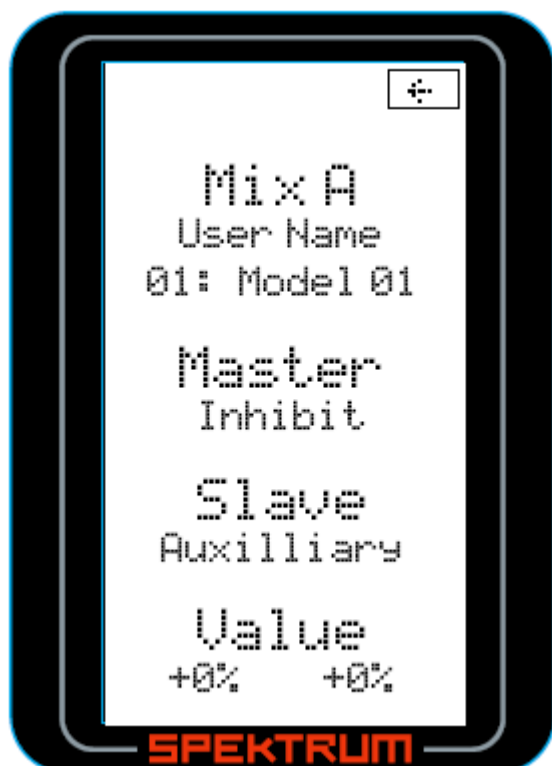 Mix A
User Name
01: Model 01
Master
Inhibit
Slave
Auxilliary
Value
+0% +0%
SPEKTRUM